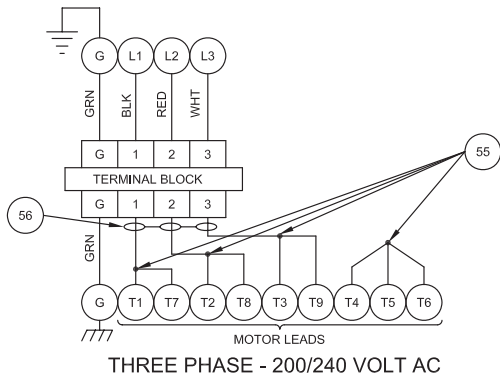 G L1 L2 L3
GRN BLK RED WHT
G 1 2 3
TERMINAL BLOCK
G 1 2 3
55
56
GRN
G T1 T7 T2 T8 T3 T9 T4 T5 T6
MOTOR LEADS
THREE PHASE - 200/240 VOLT AC